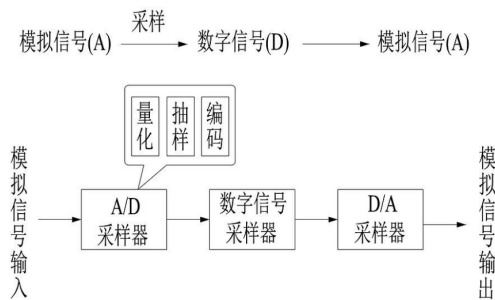 采样
模拟信号(A)
数字信号(D)
模拟信号(A)
量化
抽样
编码
模拟信号输入
A/D
采样器
数字信号
采样器
D/A
采样器
模拟信号输出